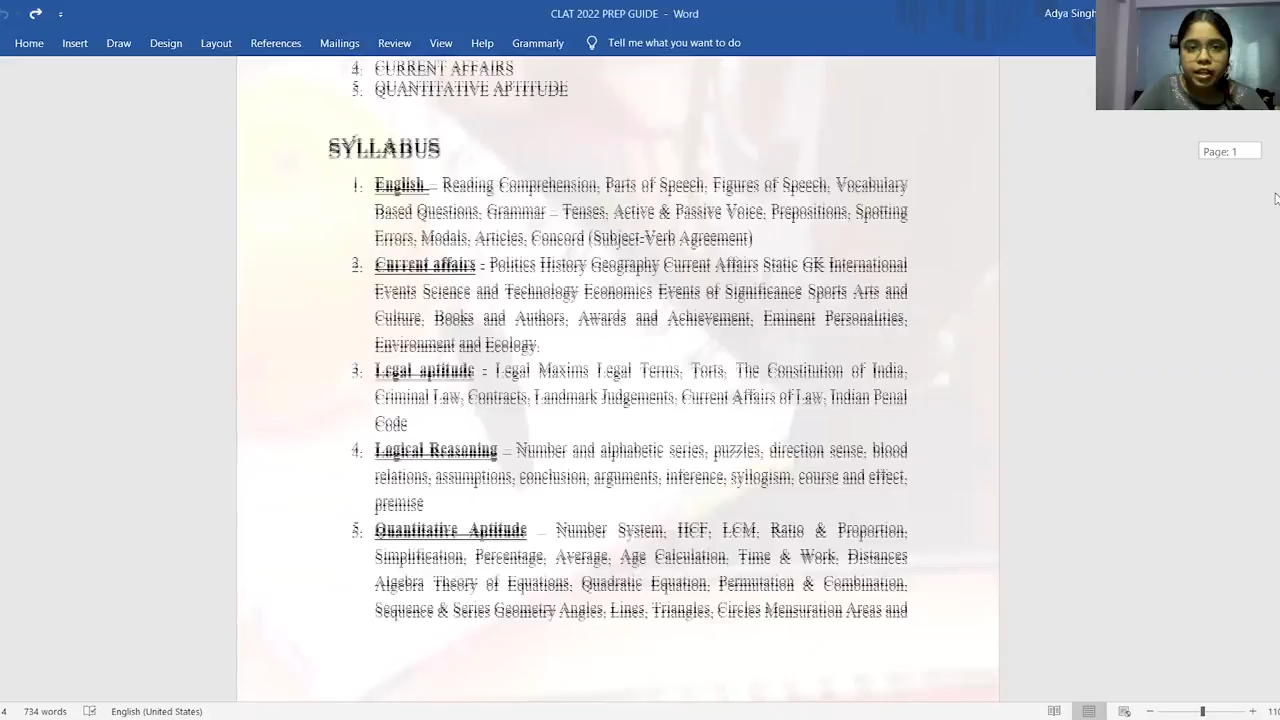 CLAT 2022 PREP GUIDE - Word
Adya Singh
Home Insert Draw Design Layout References Mailings Review View Help Grammarly Tell me what you want to do
4. CURRENT AFFAIRS
5. QUANTITATIVE APTITUDE
Page: 1
SYLLABUS
1. English – Reading Comprehension, Parts of Speech, Figures of Speech, Vocabulary
Based Questions, Grammar – Tenses, Active & Passive Voice, Prepositions, Spotting
Errors, Modals, Articles, Concord (Subject-Verb Agreement)
2. Current affairs - Politics History Geography Current Affairs Static GK International
Events Science and Technology Economics Events of Significance Sports Arts and
Culture, Books and Authors, Awards and Achievement, Eminent Personalities,
Environment and Ecology.
3. Legal aptitude - Legal Maxims Legal Terms, Torts, The Constitution of India,
Criminal Law, Contracts, Landmark Judgements, Current Affairs of Law, Indian Penal
Code
4. Logical Reasoning – Number and alphabetic series, puzzles, direction sense, blood
relations, assumptions, conclusion, arguments, inference, syllogism, course and effect,
premise
5. Quantitative Aptitude – Number System, HCF, LCM, Ratio & Proportion,
Simplification, Percentage, Average, Age Calculation, Time & Work, Distances
Algebra Theory of Equations, Quadratic Equation, Permutation & Combination,
Sequence & Series Geometry Angles, Lines, Triangles, Circles Mensuration Areas and
4 734 words English (United States) 110